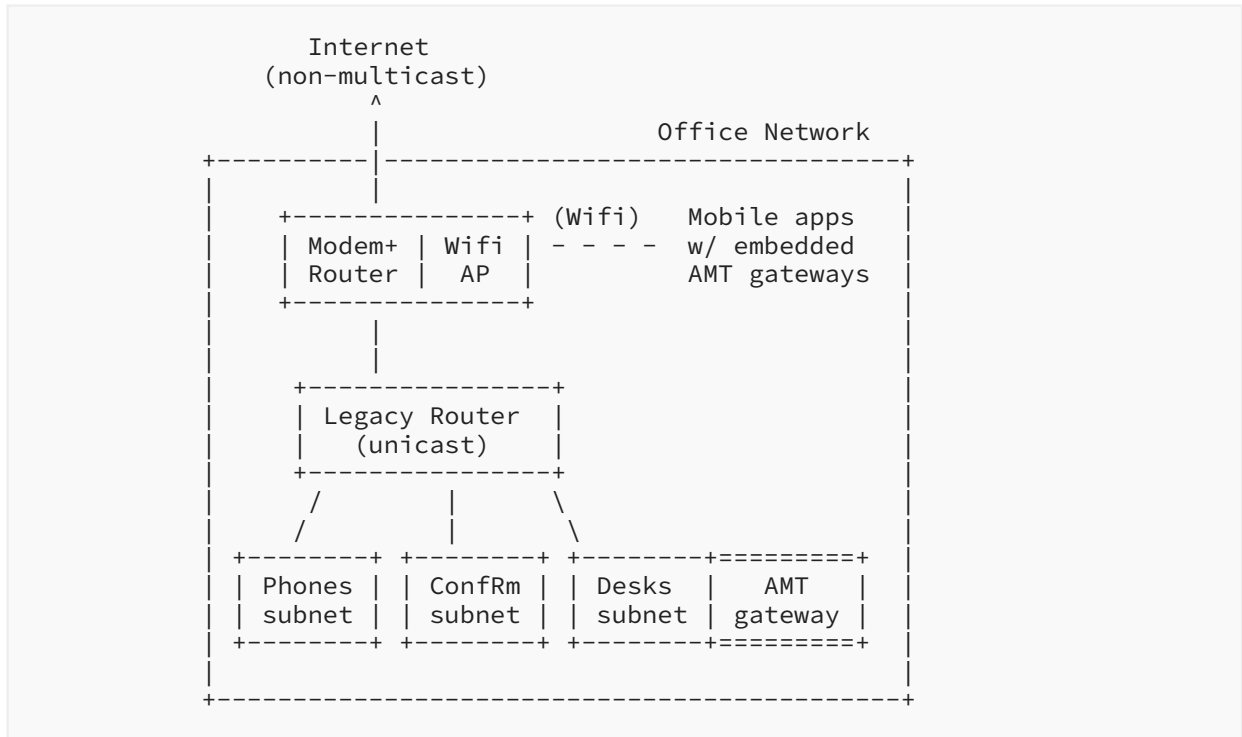 Internet
(non-multicast)
Office Network
(Wifi) Mobile apps
Modem+ Wifi w/ embedded
Router AP AMT gateways
Legacy Router
(unicast)
Phones ConfRm Desks AMT
subnet subnet subnet gateway